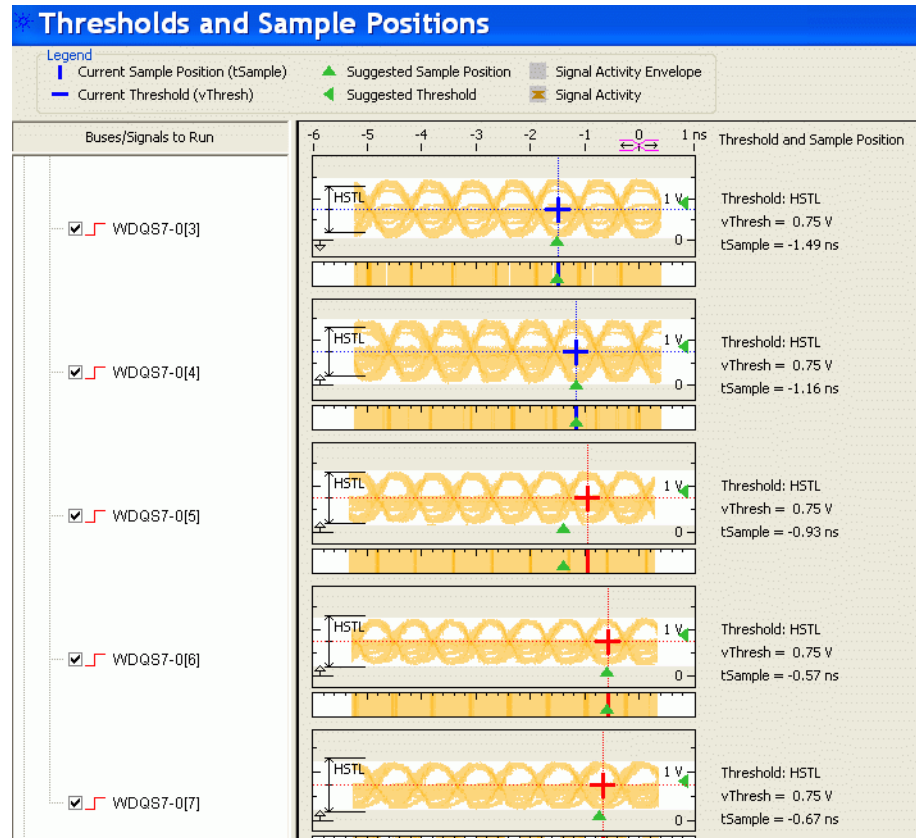 Thresholds and Sample Positions
Legend
Current Sample Position (tSample)
Suggested Sample Position
Signal Activity Envelope
Current Threshold (vThresh)
Suggested Threshold
Signal Activity
Buses/Signals to Run
-6 -5 -4 -3 -2 -1 0 1 ns
Threshold and Sample Position
WDQS7-0[3]
HSTL
1 V
0
Threshold: HSTL
vThresh = 0.75 V
tSample = -1.49 ns
WDQS7-0[4]
HSTL
1 V
0
Threshold: HSTL
vThresh = 0.75 V
tSample = -1.16 ns
WDQS7-0[5]
HSTL
1 V
0
Threshold: HSTL
vThresh = 0.75 V
tSample = -0.93 ns
WDQS7-0[6]
HSTL
1 V
0
Threshold: HSTL
vThresh = 0.75 V
tSample = -0.57 ns
WDQS7-0[7]
HSTL
1 V
0
Threshold: HSTL
vThresh = 0.75 V
tSample = -0.67 ns